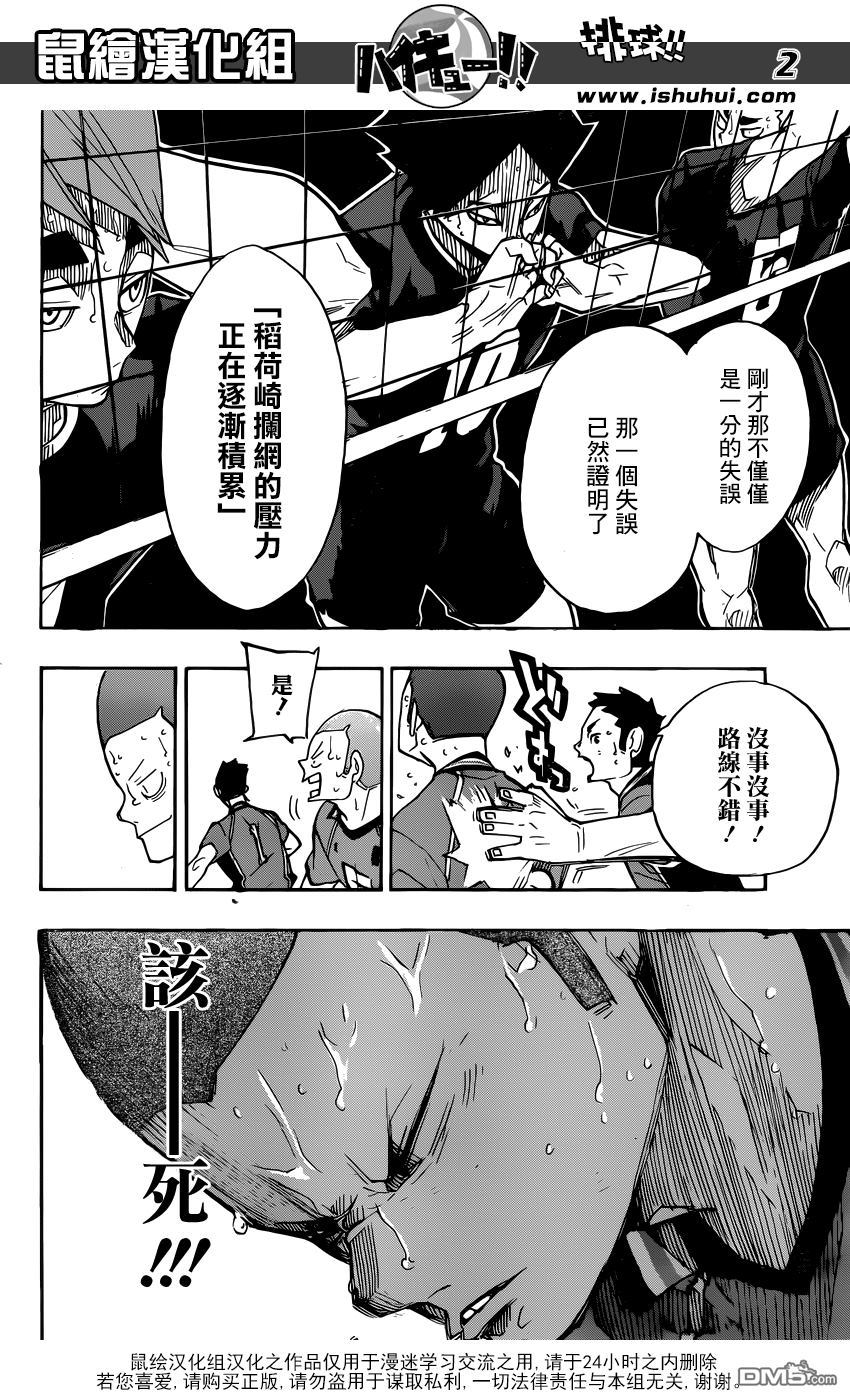 鼠繪漢化組
ハイキュー!!
排球!!
2
www.ishuhui.com
剛才那不僅僅
是一分的失誤
那一個失誤
已然證明了
「稻荷崎攔網的壓力
正在逐漸積累」
10
沒事沒事！
路線不錯！
是！
1
該——死!!!
鼠绘汉化组汉化之作品仅用于漫迷学习交流之用, 请于24小时之内删除
若您喜爱, 请购买正版, 请勿盗用于谋取私利, 一切法律责任与本组无关, 谢谢。
DM5.com